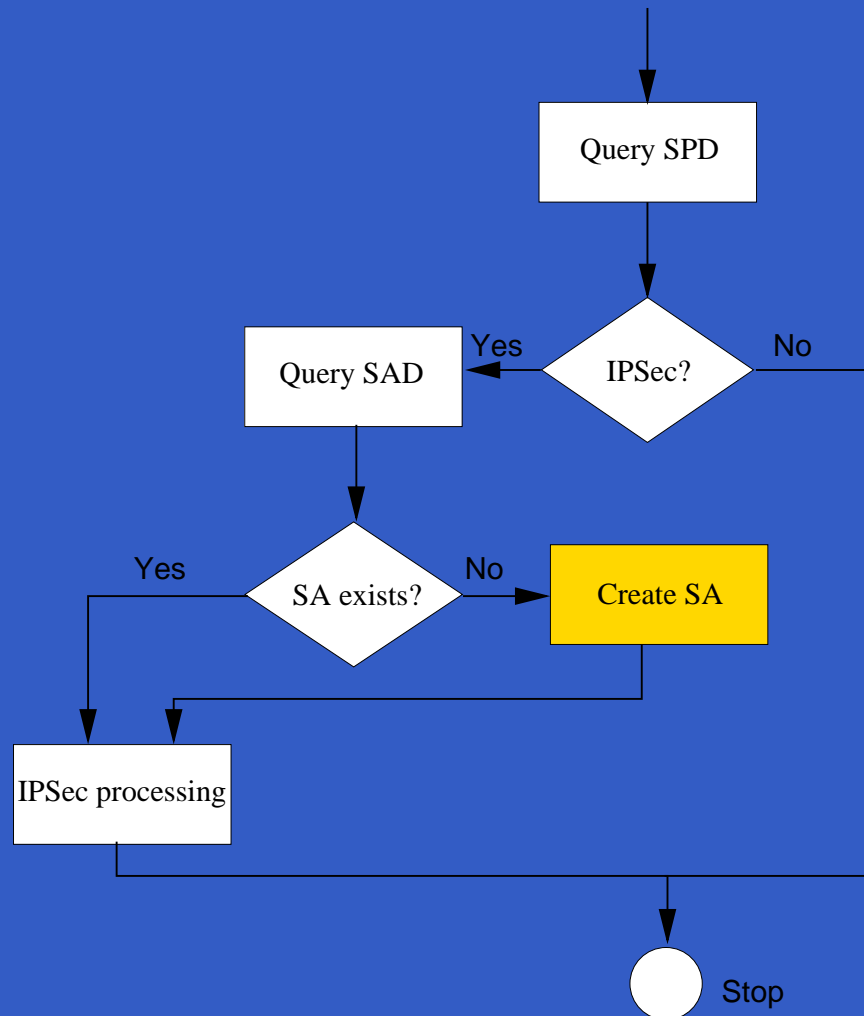 Query SPD
Yes
IPSec?
No
Query SAD
Yes
SA exists?
No
Create SA
IPSec processing
Stop